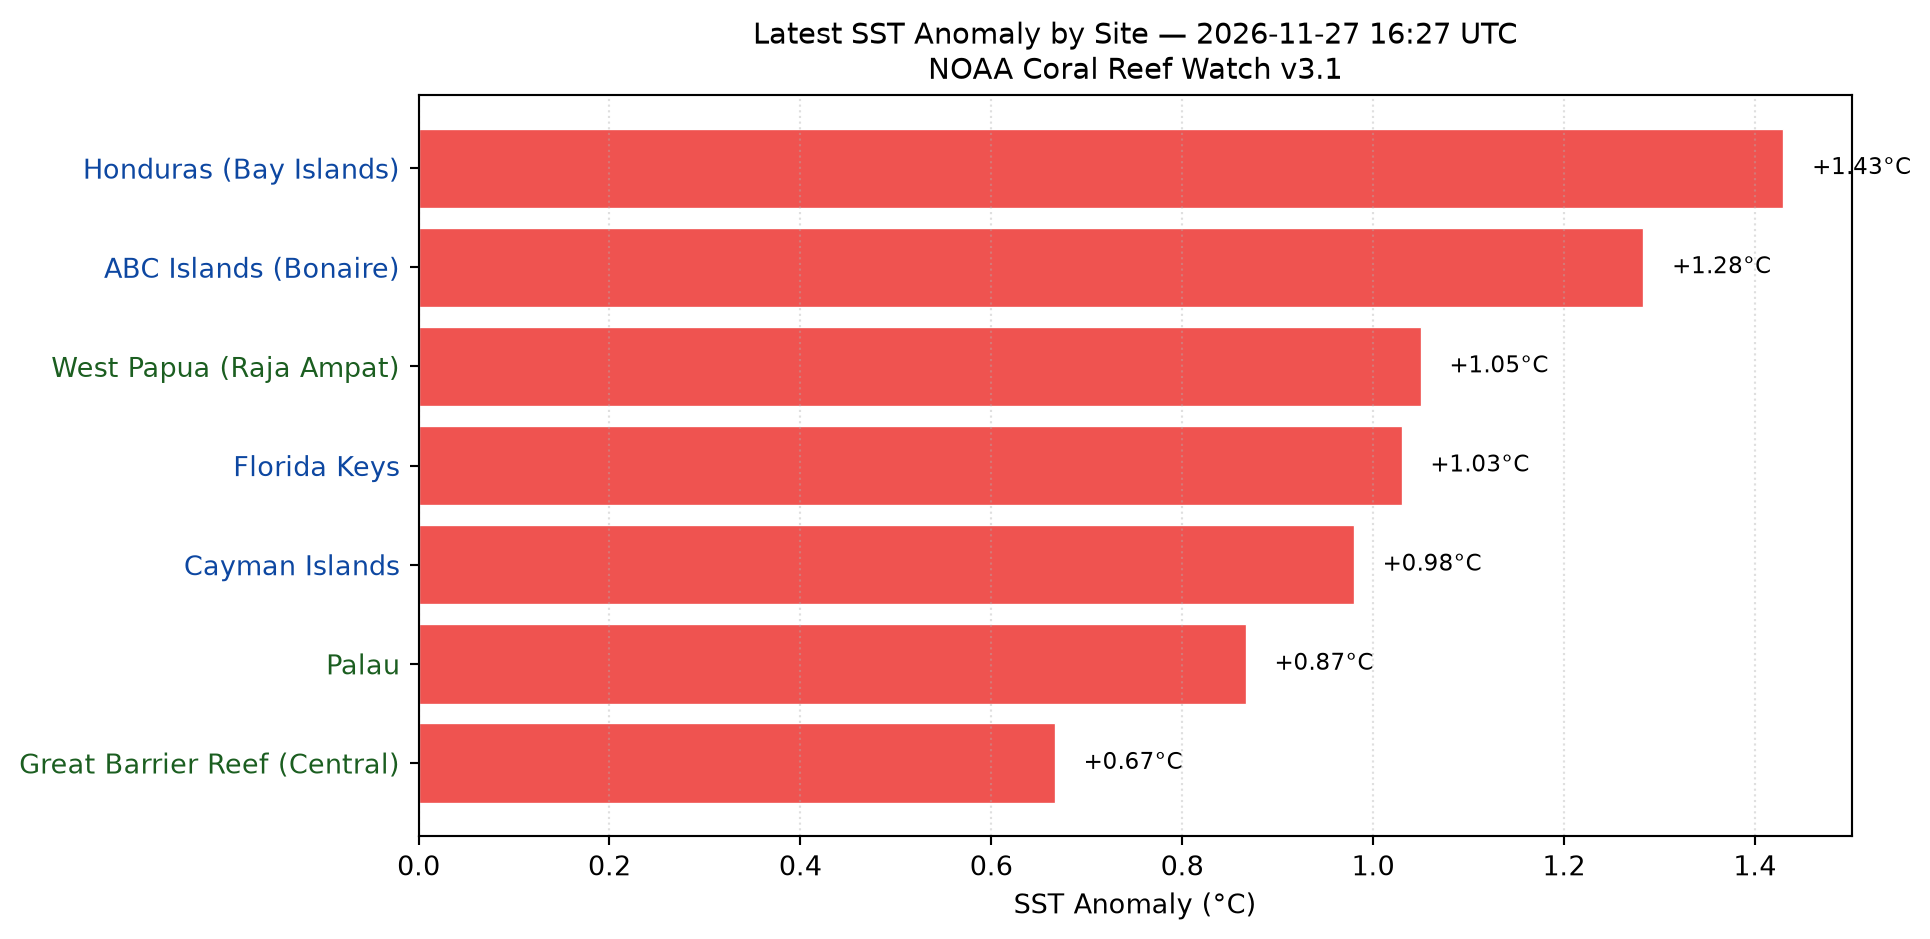 Latest SST Anomaly by Site — 2026-11-27 16:27 UTC
NOAA Coral Reef Watch v3.1
Honduras (Bay Islands)
+1.43°C
ABC Islands (Bonaire)
+1.28°C
West Papua (Raja Ampat)
+1.05°C
Florida Keys
+1.03°C
Cayman Islands
+0.98°C
Palau
+0.87°C
Great Barrier Reef (Central)
+0.67°C
0.0 0.2 0.4 0.6 0.8 1.0 1.2 1.4
SST Anomaly (°C)